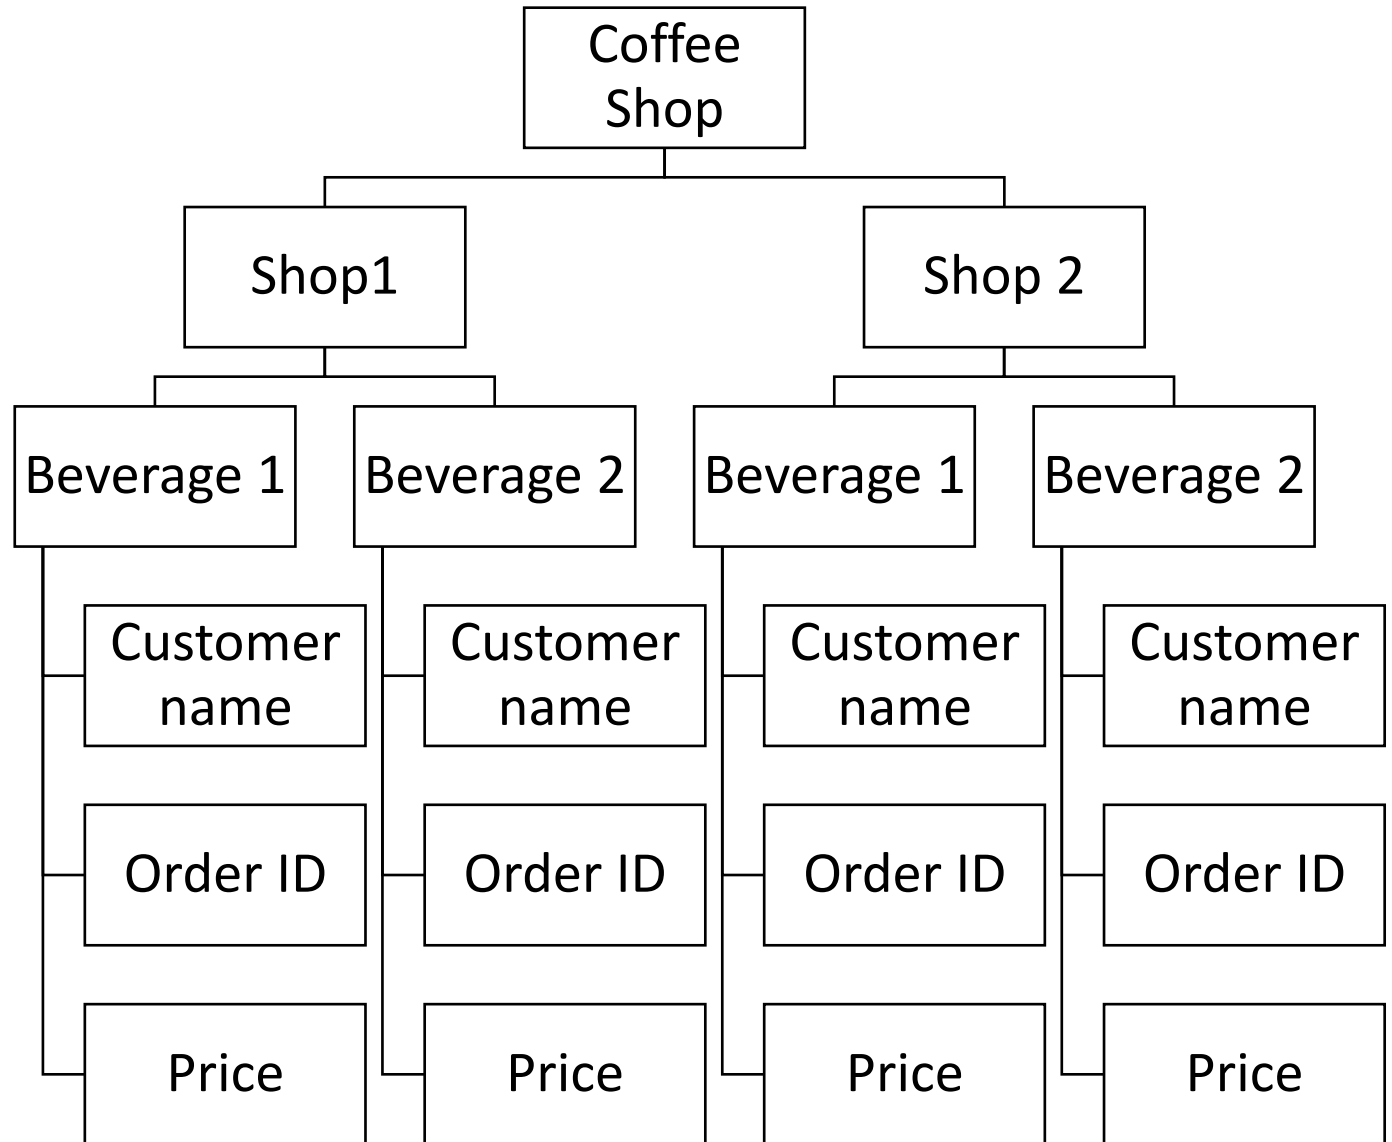 Coffee
Shop
Shop1
Shop 2
Beverage 1
Beverage 2
Beverage 1
Beverage 2
Customer
name
Customer
name
Customer
name
Customer
name
Order ID
Order ID
Order ID
Order ID
Price
Price
Price
Price